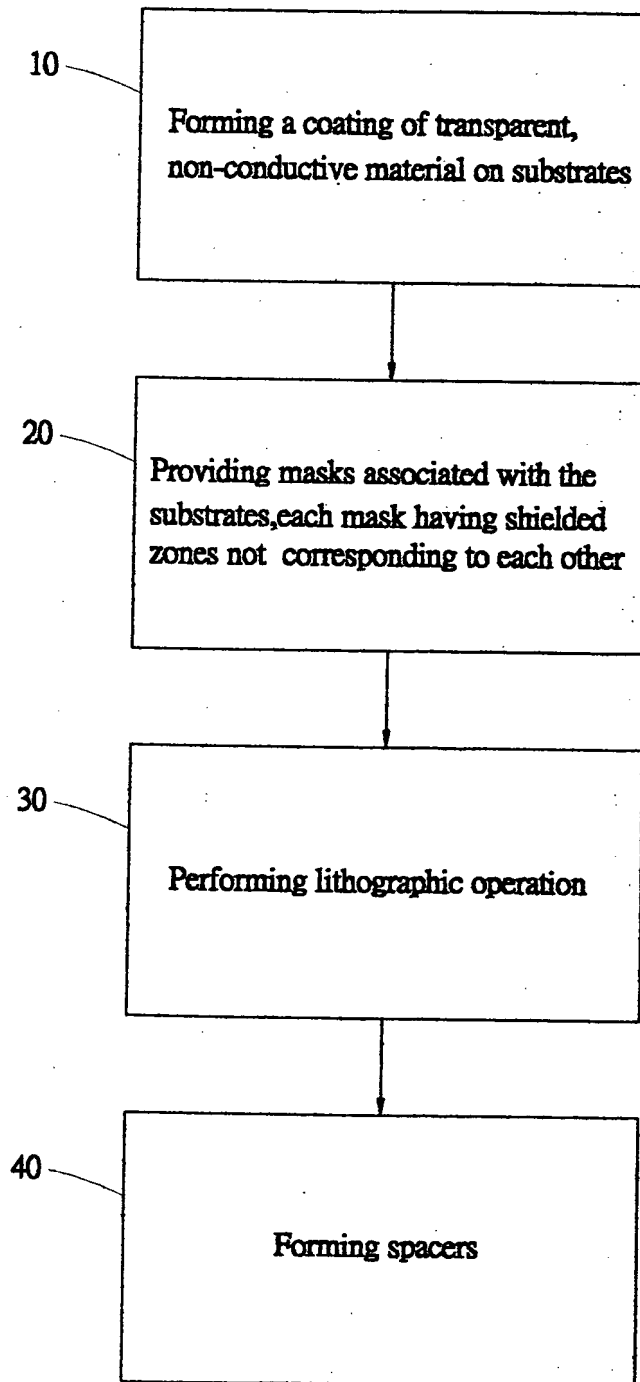 10
Forming a coating of transparent,
non-conductive material on substrates
20
Providing masks associated with the
substrates,each mask having shielded
zones not corresponding to each other
30
Performing lithographic operation
40
Forming spacers